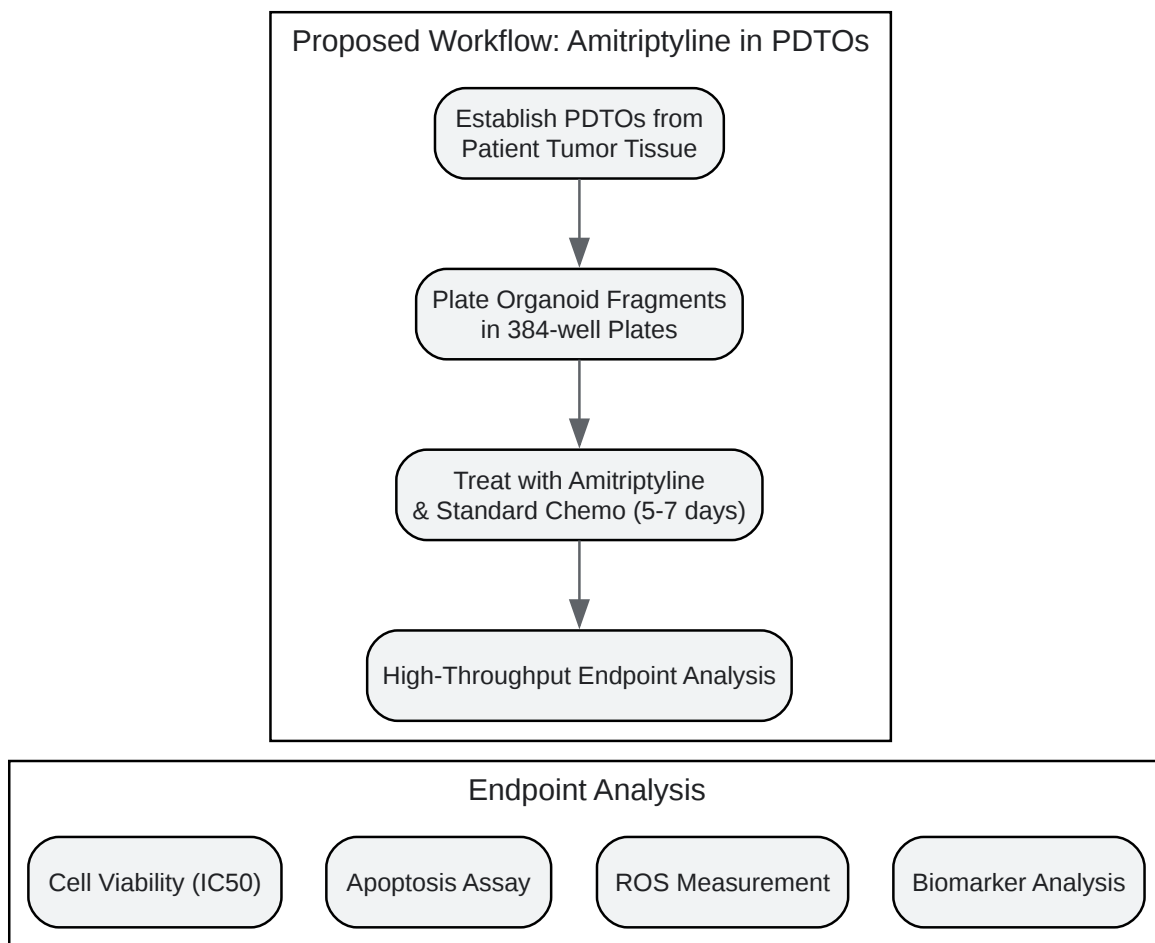 Proposed Workflow: Amitriptyline in PDTOs
Establish PDTOs from
Patient Tumor Tissue
Plate Organoid Fragments
in 384-well Plates
Treat with Amitriptyline
& Standard Chemo (5-7 days)
High-Throughput Endpoint Analysis
Endpoint Analysis
Cell Viability (IC50)
Apoptosis Assay
ROS Measurement
Biomarker Analysis